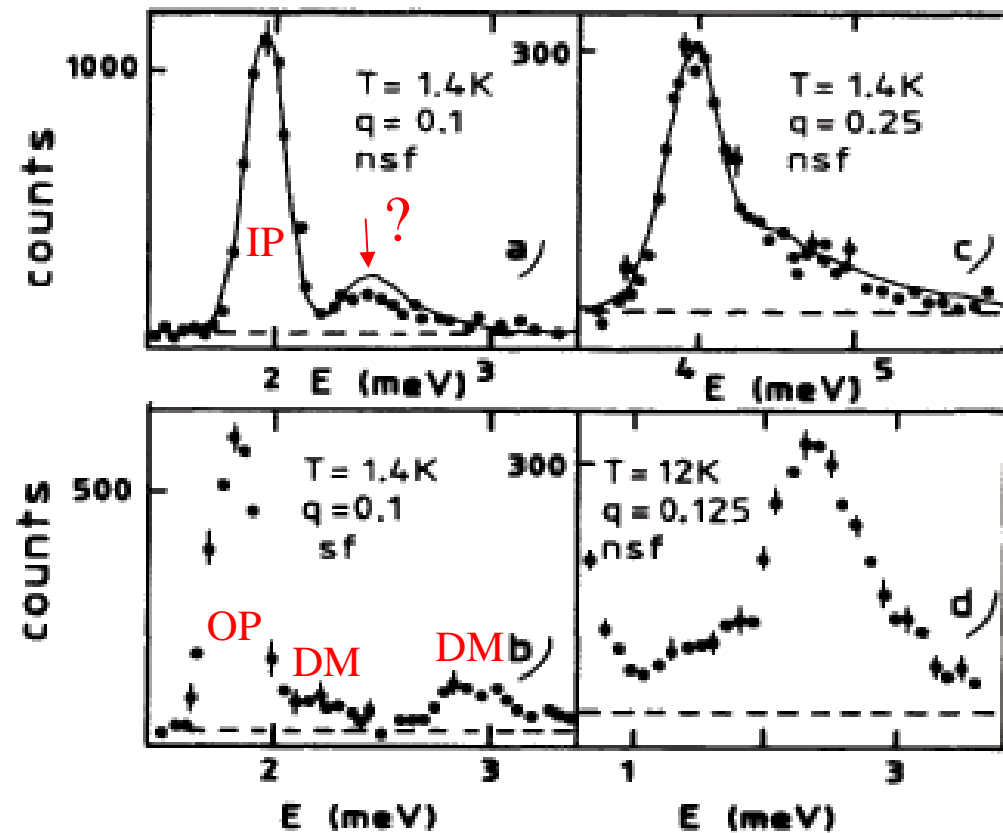 counts
1000
T = 1.4K
q = 0.1
nsf
IP
?
a)
2
3
E (meV)
300
T = 1.4K
q = 0.25
nsf
c)
4
5
E (meV)
counts
500
T = 1.4K
q = 0.1
sf
OP
DM
DM
b)
2
3
E (meV)
300
T = 12K
q = 0.125
nsf
d)
1
3
E (meV)